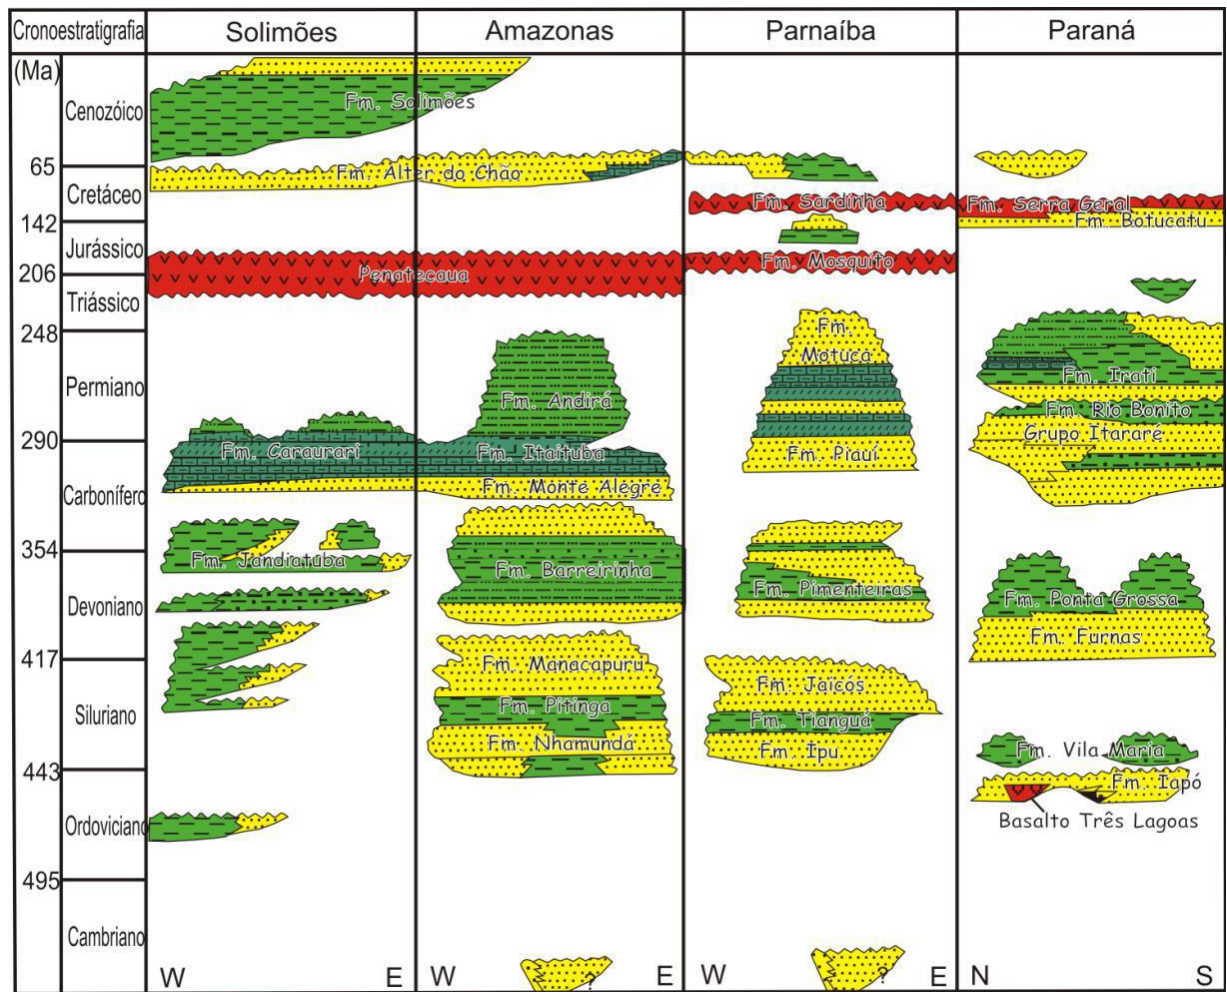 Cronoestratigrafia Solimões Amazonas Parnaíba Paraná
(Ma)
Cenozóico
Fm. Solimões
65
Fm. Alter do Chão
Cretáceo
Fm. Sardinha
Fm. Serra Geral
Fm. Botucatu
142
Jurássico
Penatecaua
Fm. Mosquito
206
Triássico
248
Fm.
Motuca
Permiano
Fm. Irati
Fm. Andirá
Fm. Rio Bonito
290
Grupo Itararé
Fm. Caraurari
Fm. Itaituba
Fm. Piauí
Carbonífero
Fm. Monte Alegre
354
Fm. Jandiatuba
Fm. Barreirinha
Devoniano
Fm. Pimenteiras
Fm. Ponta Grossa
Fm. Furnas
417
Fm. Manacapuru
Fm. Jaicós
Siluriano
Fm. Pitinga
Fm. Tianguá
Fm. Nhamundá
Fm. Ipu
Fm. Vila Maria
443
Fm. Iapó
Ordoviciano
Basalto Três Lagoas
495
Cambriano
W E W ? E W ? E N S